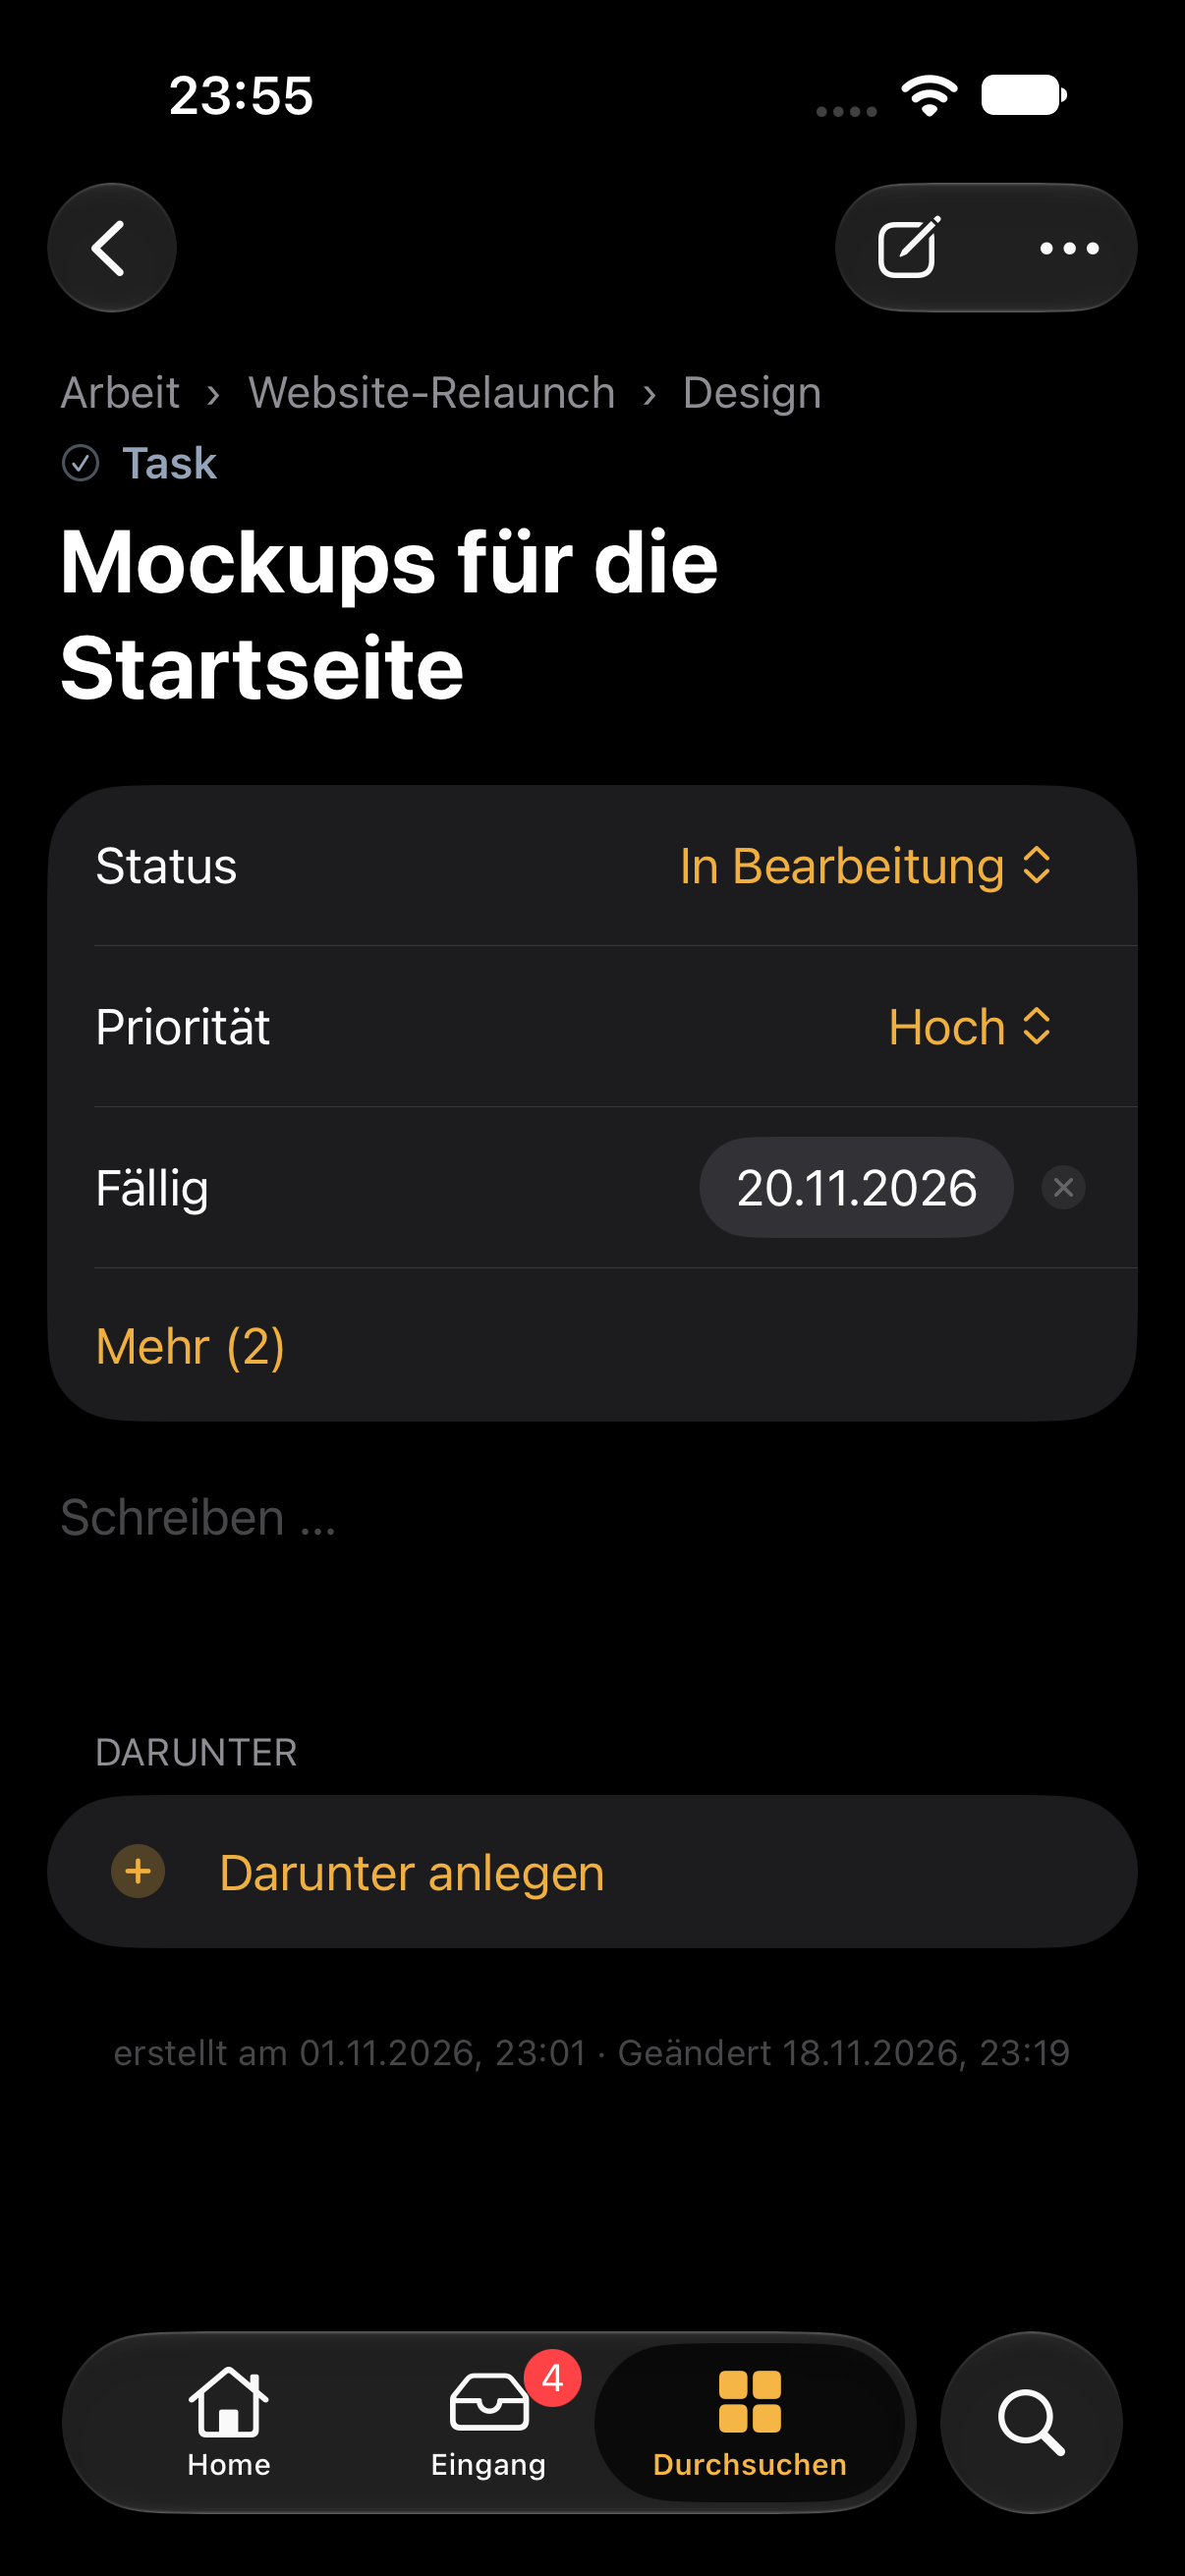 23:55
Arbeit › Website-Relaunch › Design
Task
Mockups für die
Startseite
Status In Bearbeitung
Priorität Hoch
Fällig 20.11.2026
Mehr (2)
Schreiben ...
DARUNTER
Darunter anlegen
erstellt am 01.11.2026, 23:01 · Geändert 18.11.2026, 23:19
4
Home Eingang Durchsuchen